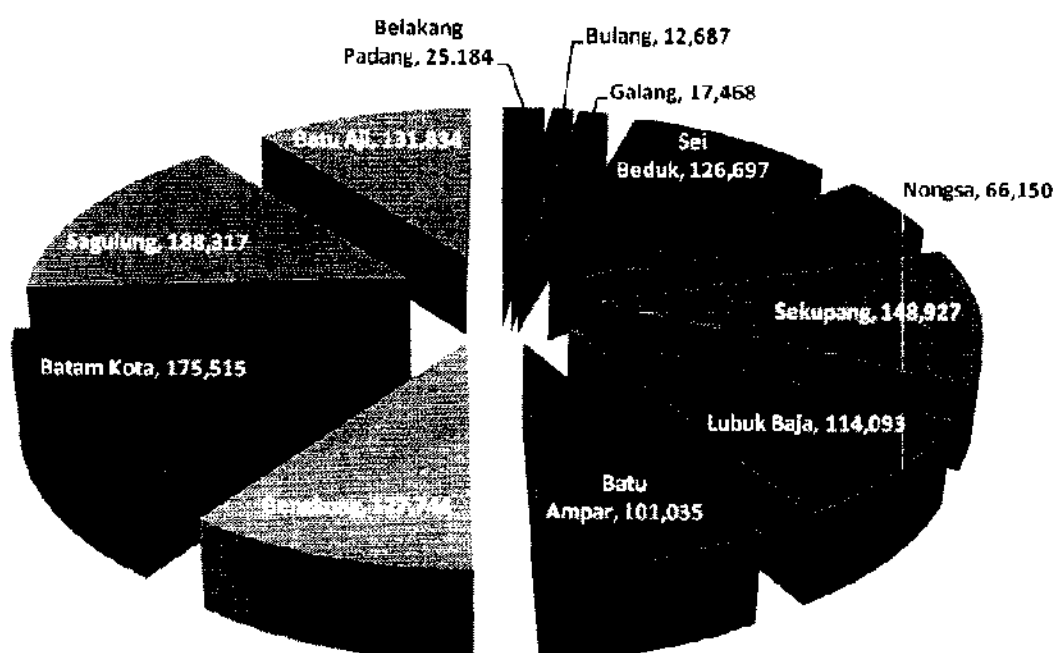 Belakang
Padang, 25.184
Bulang, 12,687
Galang, 17,468
Batu Aji, 131,834
Sei
Beduk, 126,697
Nongsa, 66,150
Sagulung, 188,317
Sekupang, 148,927
Batam Kota, 175,515
Lubuk Baja, 114,093
Batu
Ampar, 101,035